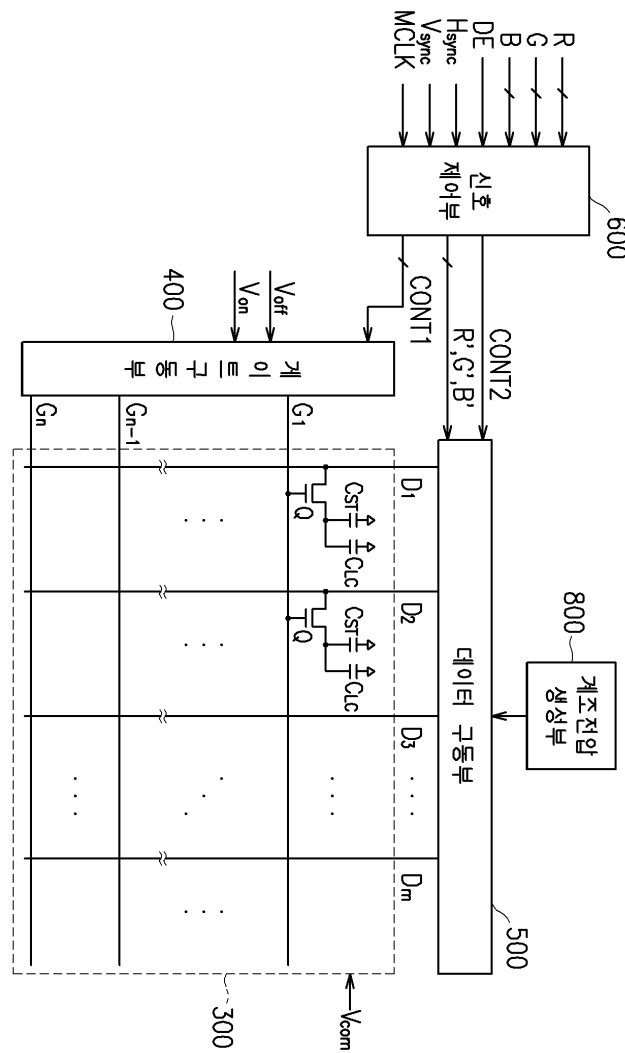 R
G
B
DE
Hsync
Vsync
MCLK
신호
제어부
600
CONT2
R',G',B'
CONT1
Voff
Von
400
게이트구동부
G1
Gn-1
Gn
800
계조전압
생성부
데이터 구동부
500
D1
D2
D3
Dm
Q
CST
CLC
Q
CST
CLC
Vcom
300